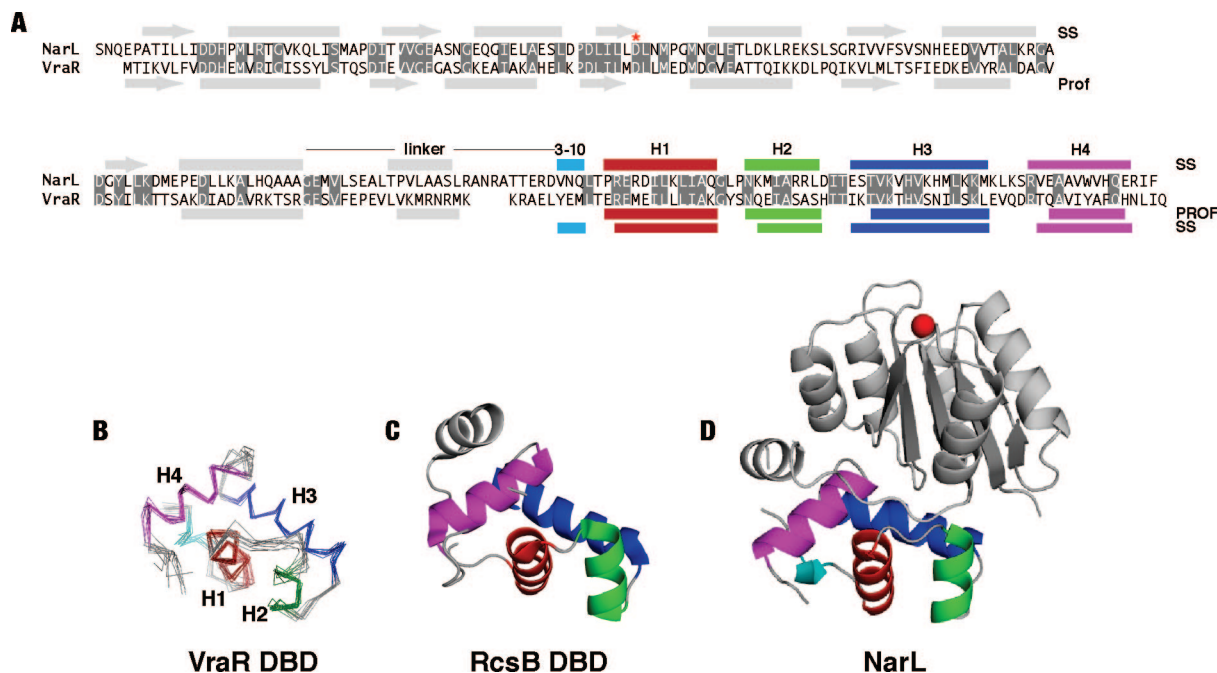 A
SS
*
NarL SNQEPATILLIDDHPMLRTGVKQLISMAPDITVVGEASNGEQGIELAESLDPDLILLDLNMPGMNGLETLDKLREKSLSGRIVVFSVSNHEEDVVTALKRGA
VraR MTIKVLFVDDHEMVRIGISSYLSTQSDIEVVGEGASGKEAIAKAHELKPDLILMDLLMEDMDGVEATTQIKKDLPQIKVLMLTSFIEDKEVYRALDAGV
Prof
linker 3-10 H1 H2 H3 H4
SS
NarL DGYLLKDMEPEDLLKALHQAAAGEMVLSEALTPVLAASLRANRATTERDVNQLTPRERDILKLIAQGLPNKMIARRLDITESTVKVHVKHMLKKMKLKSRVEAAVWVHQERIF
VraR DSYILKTTSAKDIADAVRKTSRGESVFEPEVLVKMRNRMK KRAELYEMLTEREMEILLLIAKGYSNQEIASASHITIKTVKTHVSNILSKLEVQDRTQAVIYAFQHNLIQ
PROF
SS
B
H4
H3
H1
H2
VraR DBD
C
RcsB DBD
D
NarL